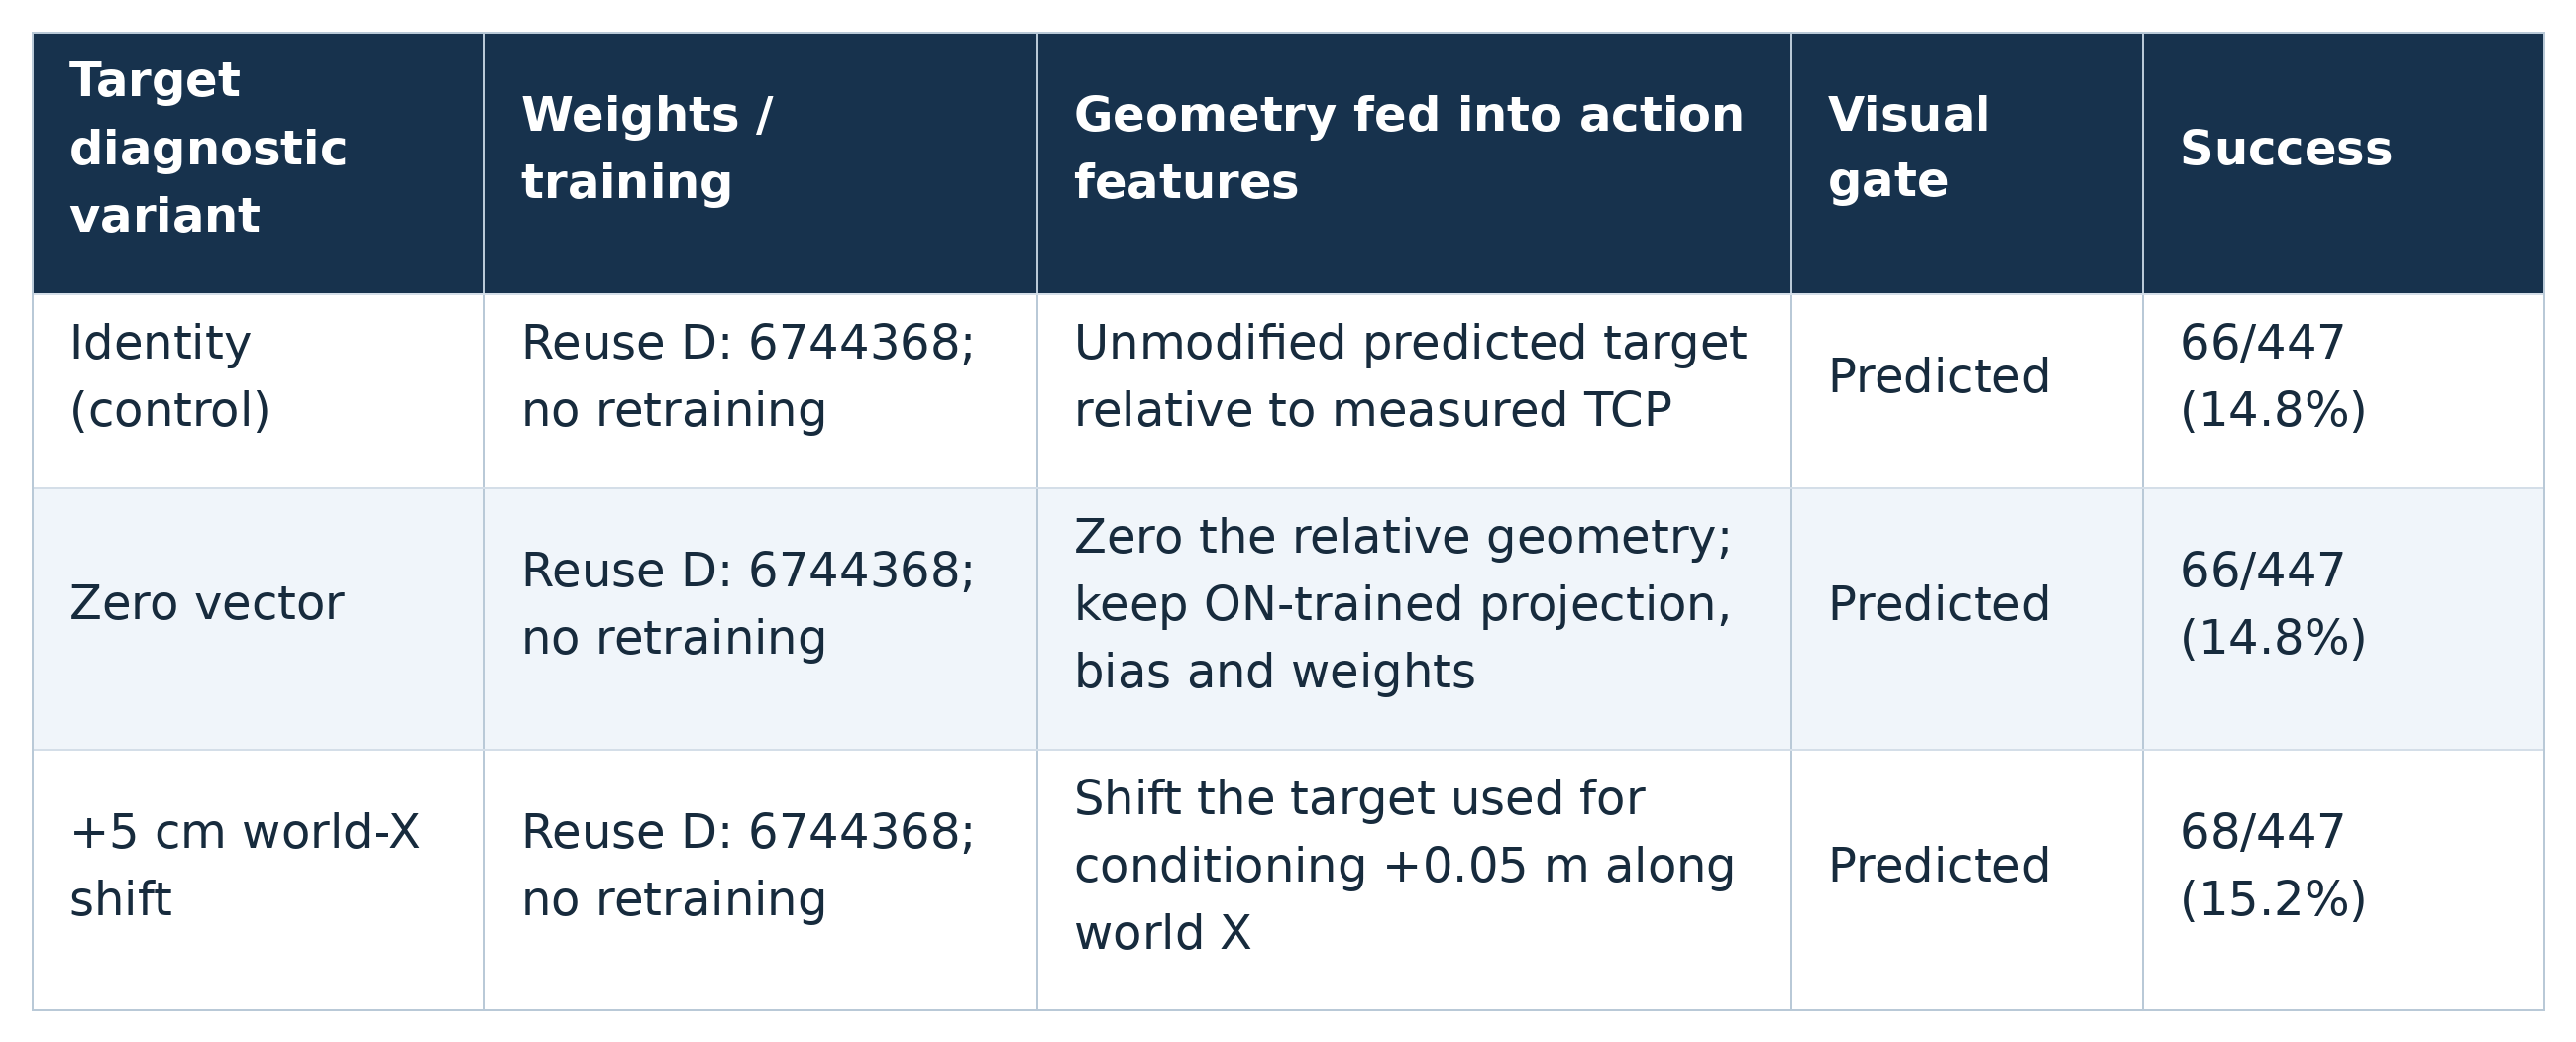 Target
diagnostic
variant
Weights /
training
Geometry fed into action
features
Visual
gate
Success
Identity
(control)
Reuse D: 6744368;
no retraining
Unmodified predicted target
relative to measured TCP
Predicted
66/447
(14.8%)
Zero vector
Reuse D: 6744368;
no retraining
Zero the relative geometry;
keep ON-trained projection,
bias and weights
Predicted
66/447
(14.8%)
+5 cm world-X
shift
Reuse D: 6744368;
no retraining
Shift the target used for
conditioning +0.05 m along
world X
Predicted
68/447
(15.2%)